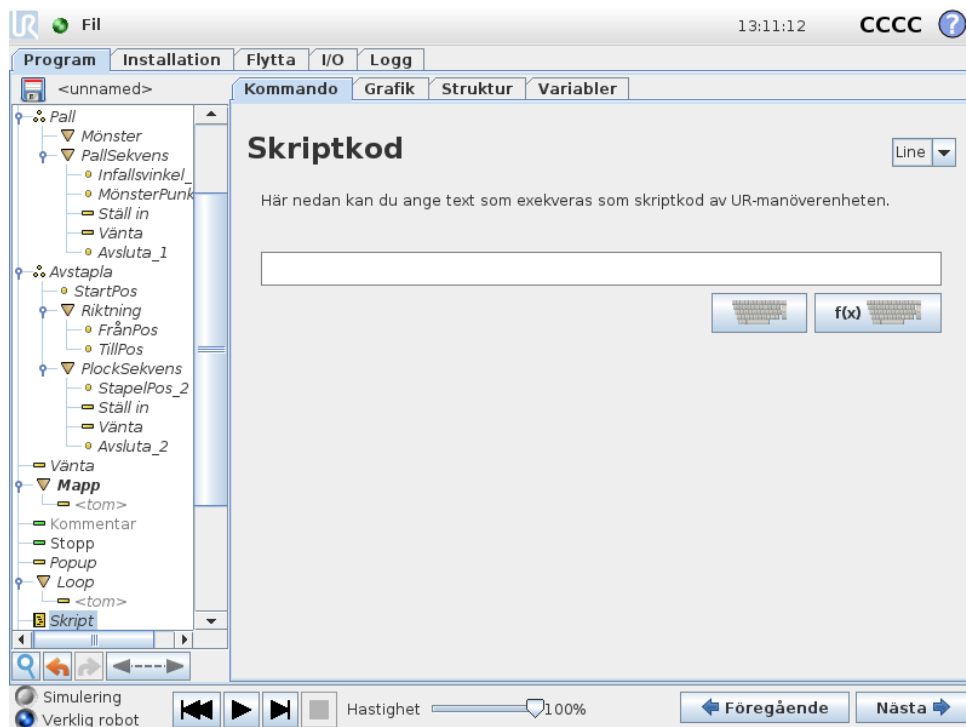 UR Fil 13:11:12 CCCC ?
Program Installation Flytta I/O Logg
<unnamed>
Kommando Grafik Struktur Variabler
Pall
Mönster
PallSekvens
Infallsvinkel_
MönsterPunk
Ställ in
Vänta
Avsluta_1
Avstapla
StartPos
Riktning
FrånPos
TillPos
PlockSekvens
StapelPos_2
Ställ in
Vänta
Avsluta_2
Vänta
Mapp
<tom>
Kommentar
Stopp
Popup
Loop
<tom>
Skript
Skriptkod
Line
Här nedan kan du ange text som exekveras som skriptkod av UR-manöverenheten.
f(x)
Simulering
Verklig robot
Hastighet 100%
Föregående Nästa